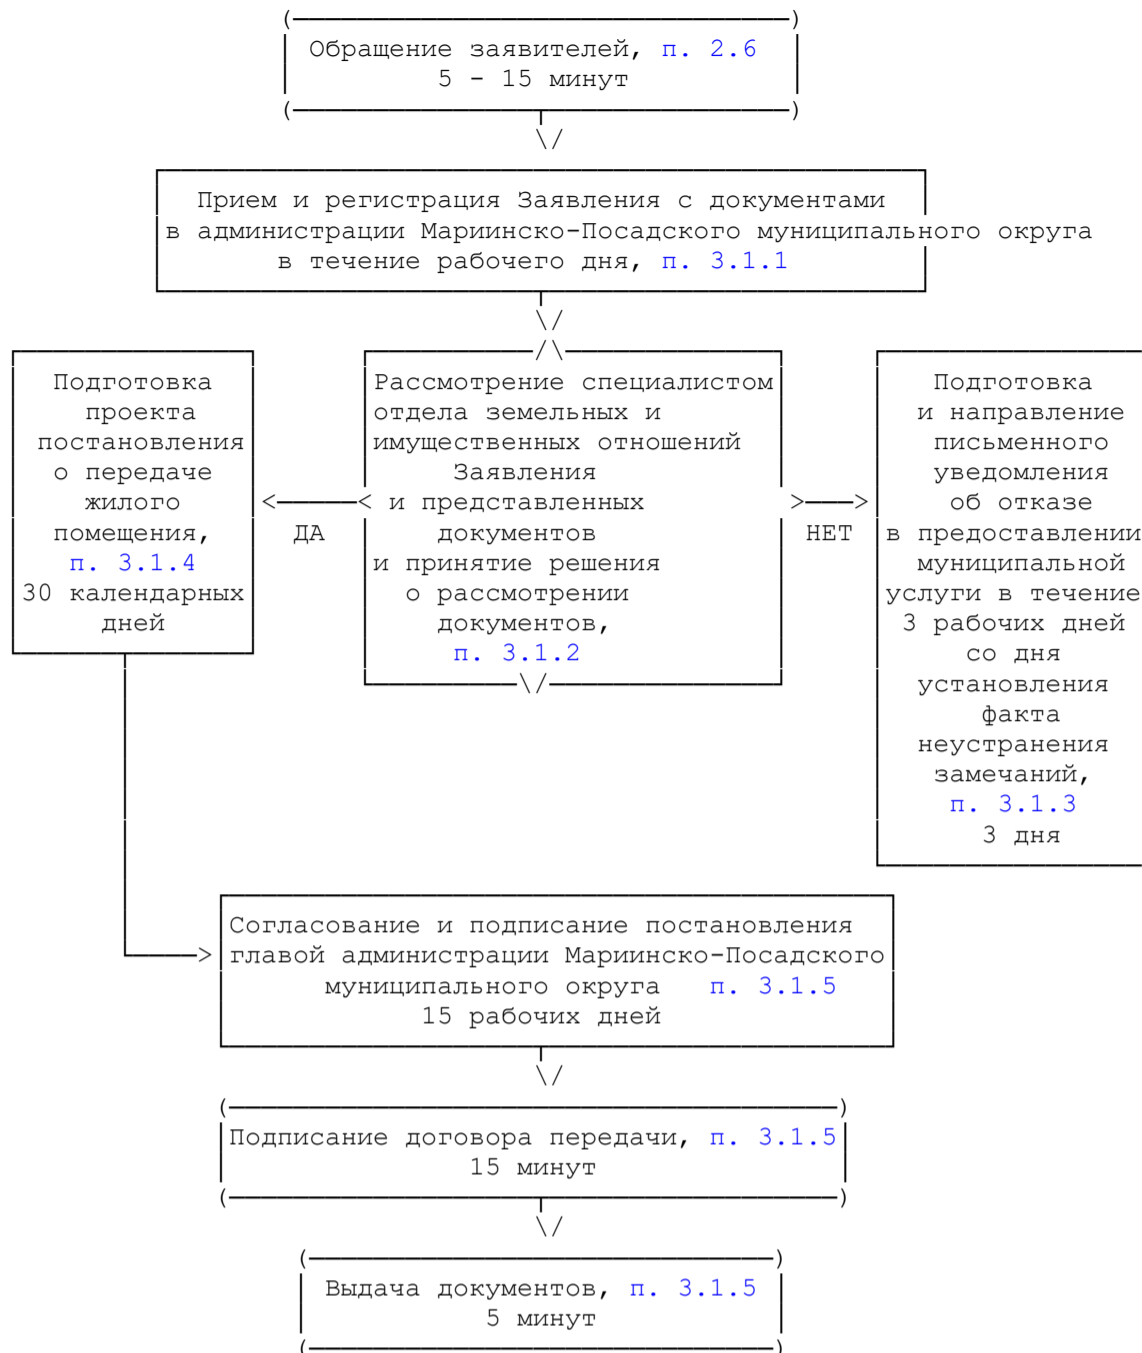 Обращение заявителей, п. 2.6
5 - 15 минут
Прием и регистрация Заявления с документами
в администрации Мариинско-Посадского муниципального округа
в течение рабочего дня, п. 3.1.1
Подготовка
проекта
постановления
о передаче
жилого
помещения,
п. 3.1.4
30 календарных
дней
ДА
Рассмотрение специалистом
отдела земельных и
имущественных отношений
Заявления
и представленных
документов
и принятие решения
о рассмотрении
документов,
п. 3.1.2
НЕТ
Подготовка
и направление
письменного
уведомления
об отказе
в предоставлении
муниципальной
услуги в течение
3 рабочих дней
со дня
установления
факта
неустранения
замечаний,
п. 3.1.3
3 дня
Согласование и подписание постановления
главой администрации Мариинско-Посадского
муниципального округа п. 3.1.5
15 рабочих дней
Подписание договора передачи, п. 3.1.5
15 минут
Выдача документов, п. 3.1.5
5 минут